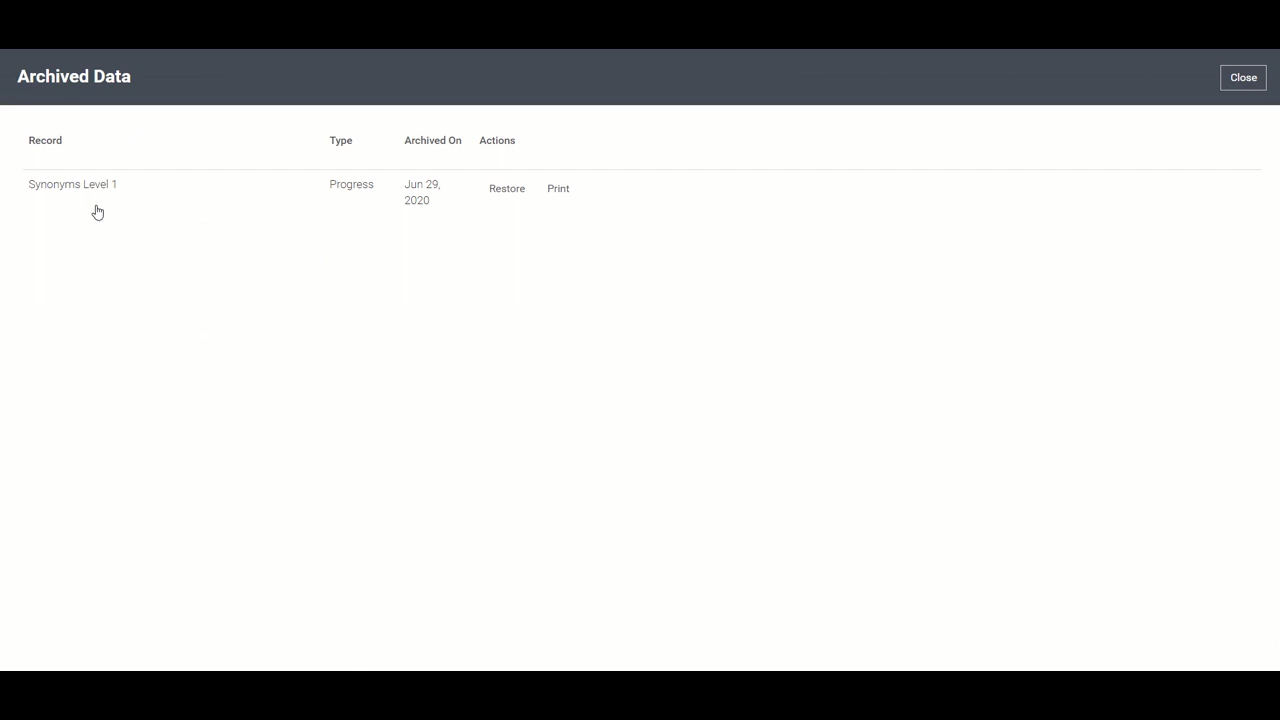 Archived Data
Close
Record Type Archived On Actions
Synonyms Level 1 Progress Jun 29, Restore Print
2020